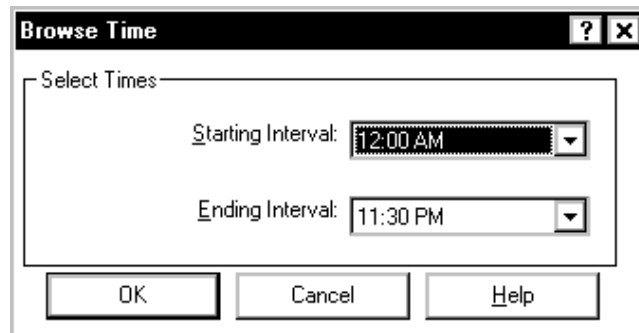 Browse Time ? X
Select Times
Starting Interval: 12:00 AM
Ending Interval: 11:30 PM
OK Cancel Help